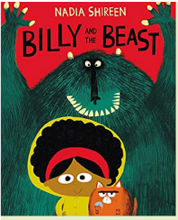 NADIA SHIREEN
BILLY AND THE BEAST